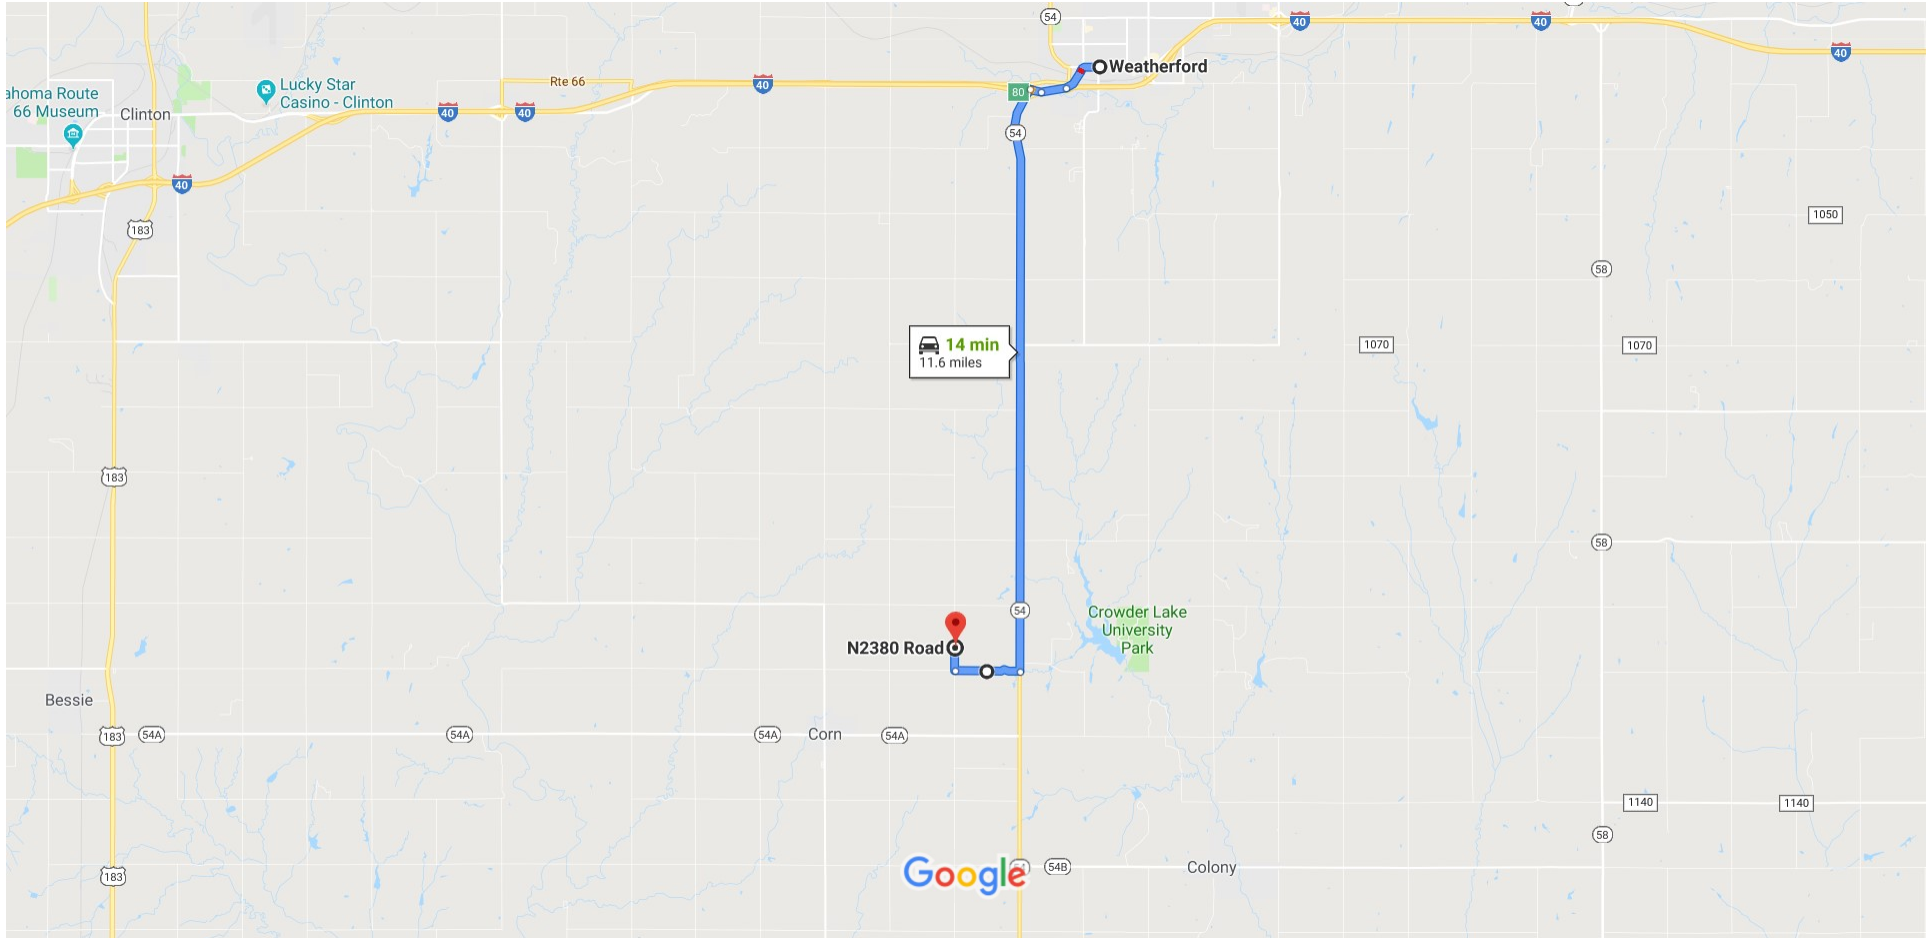 54
40
40
40
Weatherford
Lucky Star
Casino - Clinton
ahoma Route
66 Museum
Rte 66
40
80
Clinton
40
40
54
40
183
1050
58
14 min
11.6 miles
1070
1070
183
58
54
Crowder Lake
University
Park
N2380 Road
Bessie
183
54A
54A
54A
Corn
54A
1140
1140
58
Google
54B
Colony
183